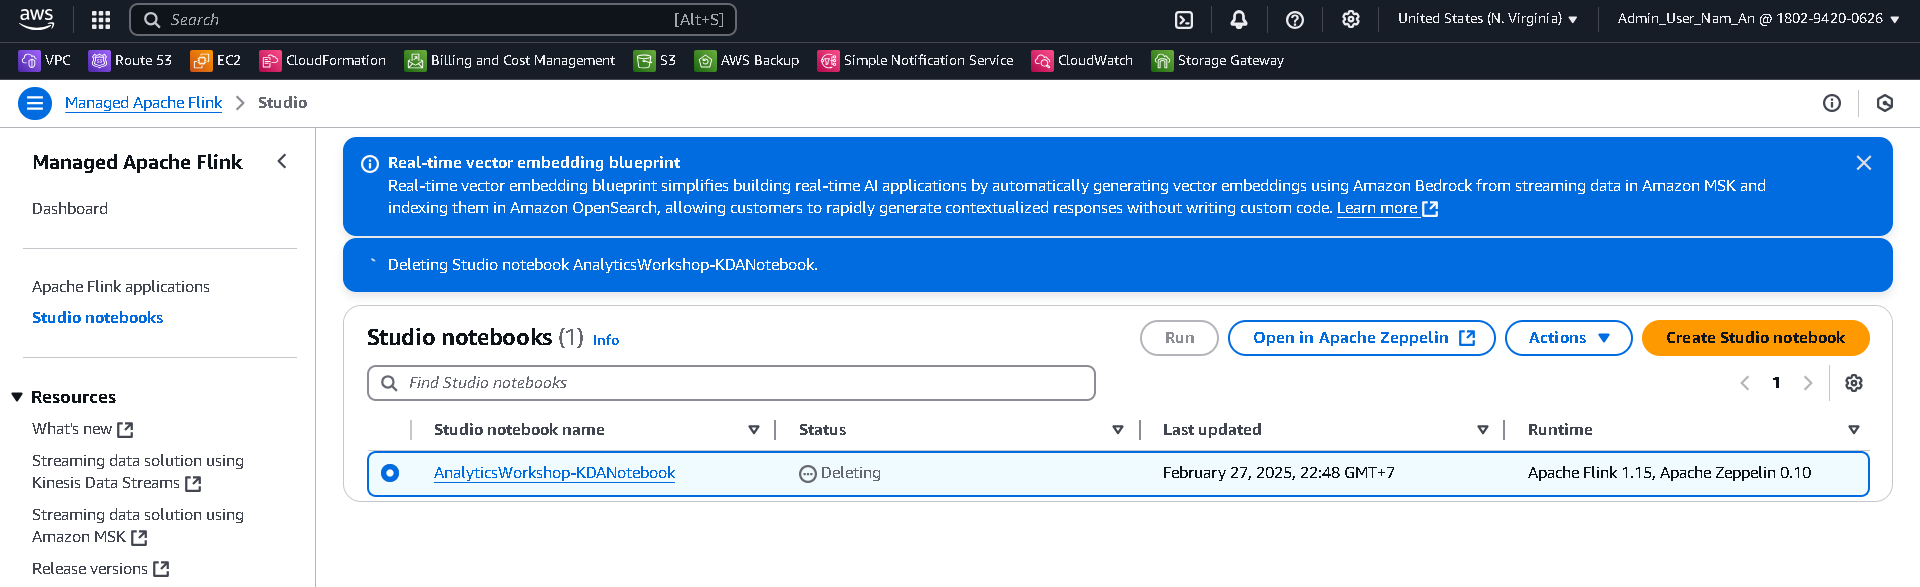 aws
Search [Alt+S]
United States (N. Virginia)
Admin_User_Nam_An @ 1802-9420-0626
VPC Route 53 EC2 CloudFormation Billing and Cost Management S3 AWS Backup Simple Notification Service CloudWatch Storage Gateway
Managed Apache Flink > Studio
Managed Apache Flink
Dashboard
Apache Flink applications
Studio notebooks
Resources
What's new
Streaming data solution using
Kinesis Data Streams
Streaming data solution using
Amazon MSK
Release versions
Real-time vector embedding blueprint
Real-time vector embedding blueprint simplifies building real-time AI applications by automatically generating vector embeddings using Amazon Bedrock from streaming data in Amazon MSK and
indexing them in Amazon OpenSearch, allowing customers to rapidly generate contextualized responses without writing custom code. Learn more
Deleting Studio notebook AnalyticsWorkshop-KDANotebook.
Studio notebooks (1) Info
Run Open in Apache Zeppelin Actions Create Studio notebook
Find Studio notebooks
1
Studio notebook name Status Last updated Runtime
AnalyticsWorkshop-KDANotebook Deleting February 27, 2025, 22:48 GMT+7 Apache Flink 1.15, Apache Zeppelin 0.10